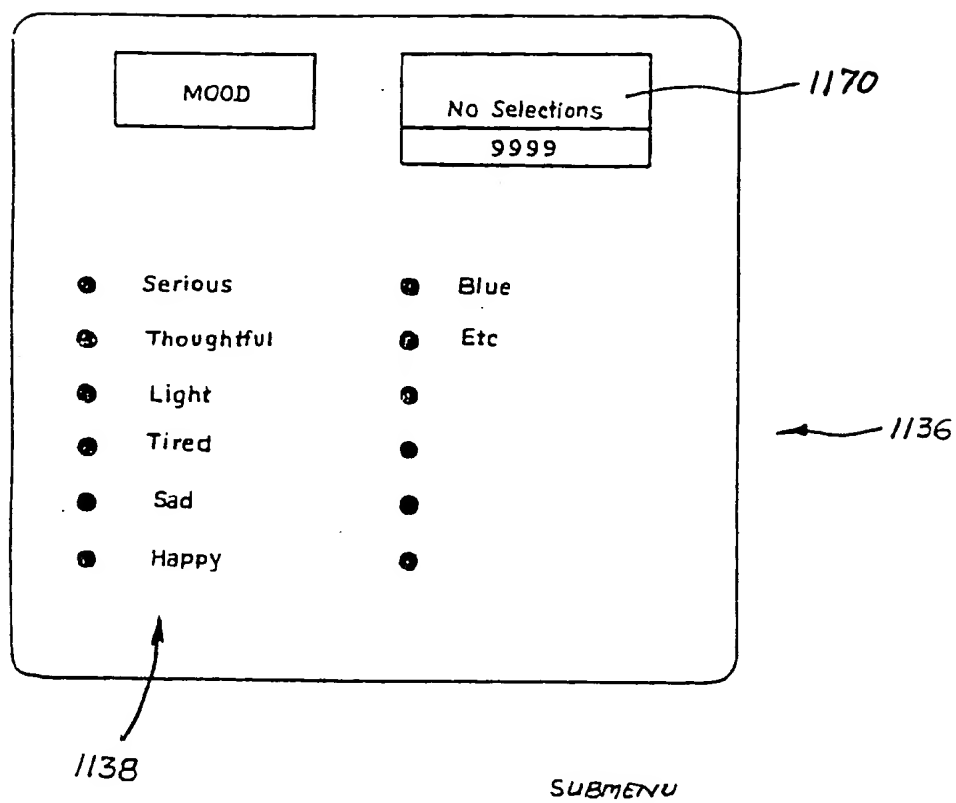 MOOD
No Selections
9999
1170
Serious
Blue
Thoughtful
Etc
Light
Tired
1136
Sad
Happy
1138
SUBMENU